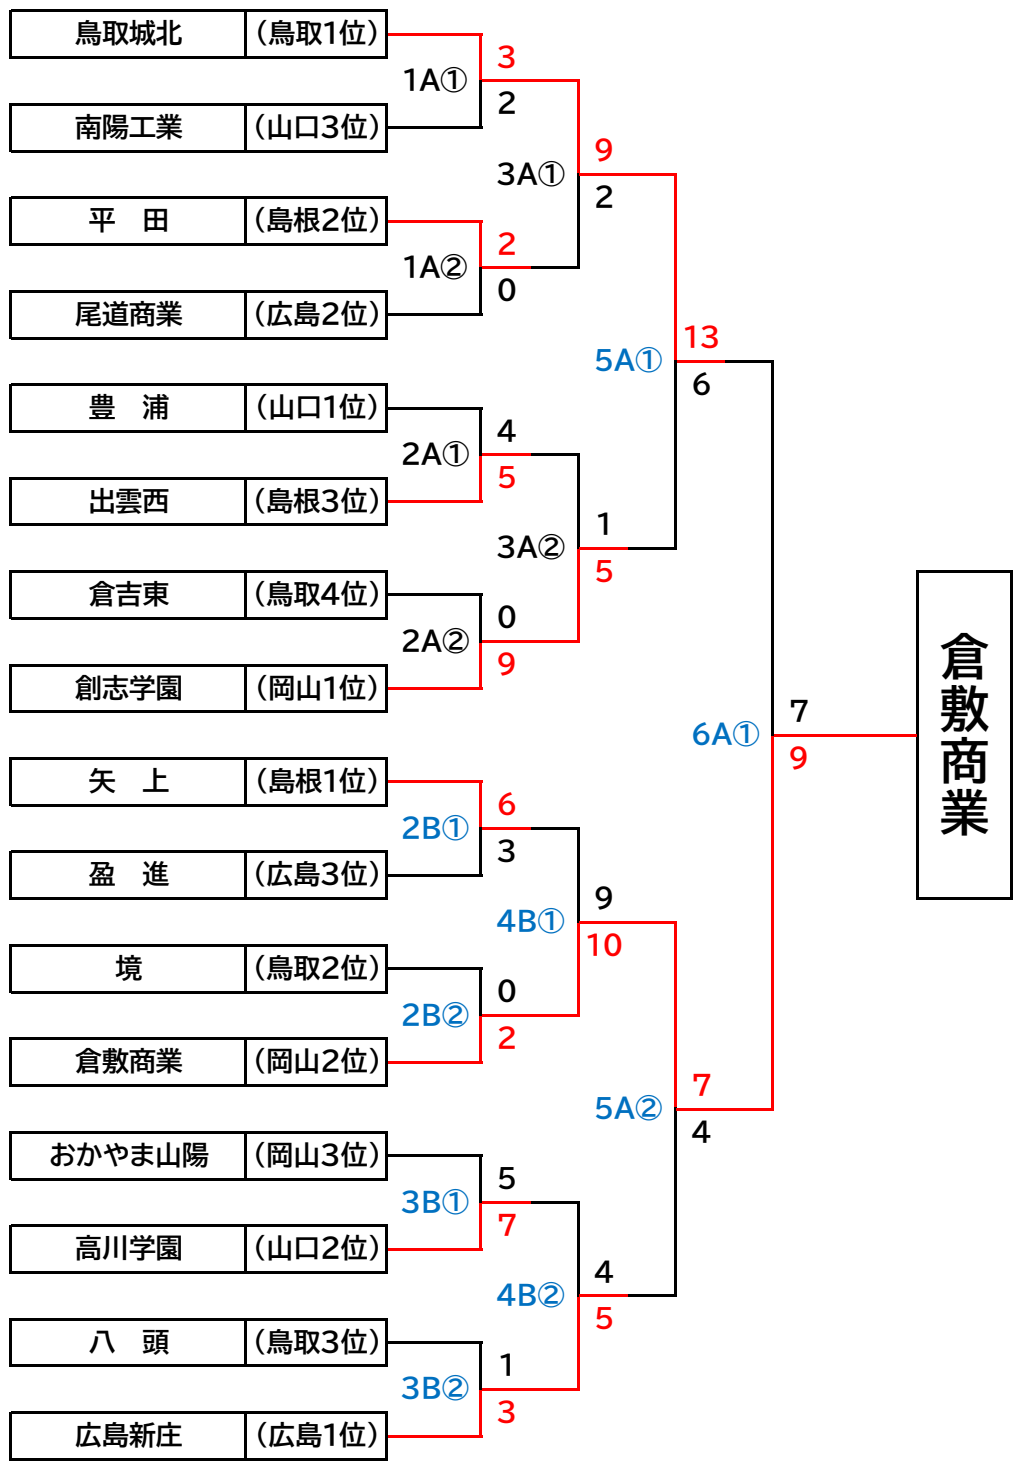 鳥取城北 (鳥取1位)
3
1A①
2
南陽工業 (山口3位)
9
3A①
2
平　田 (島根2位)
2
1A②
0
尾道商業 (広島2位)
13
5A①
6
豊　浦 (山口1位)
4
2A①
5
出雲西 (島根3位)
1
3A②
5
倉吉東 (鳥取4位)
0
2A②
9
創志学園 (岡山1位)
7
6A①
9
倉敷商業
矢　上 (島根1位)
6
2B①
3
盈　進 (広島3位)
9
4B①
10
境 (鳥取2位)
0
2B②
2
倉敷商業 (岡山2位)
7
5A②
4
おかやま山陽 (岡山3位)
5
3B①
7
高川学園 (山口2位)
4
4B②
5
八　頭 (鳥取3位)
1
3B②
3
広島新庄 (広島1位)